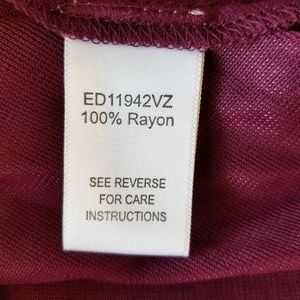 ED11942VZ
100% Rayon
SEE REVERSE
FOR CARE
INSTRUCTIONS